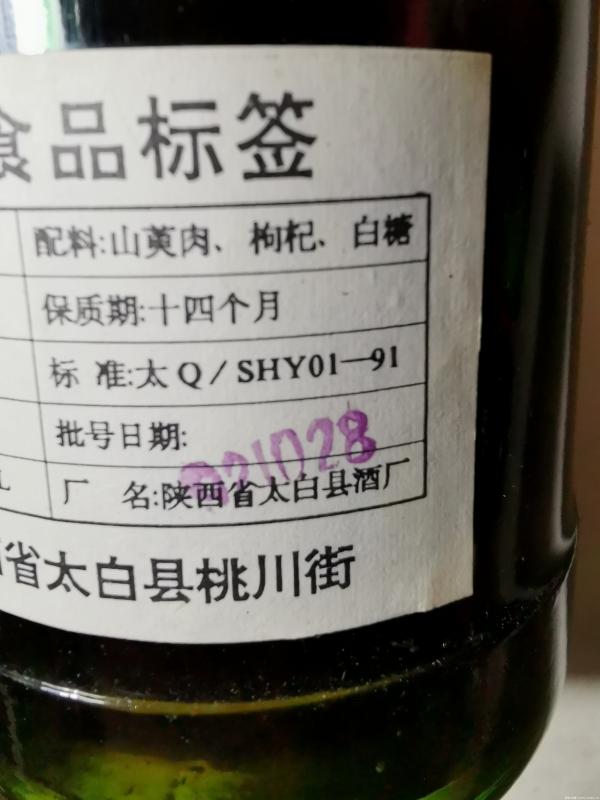 食品标签
配料:山萸肉、枸杞、白糖
保质期:十四个月
标 准:太Q/SHY01—91
批号日期:
921028
L
厂 名:陕西省太白县酒厂
省太白县桃川街